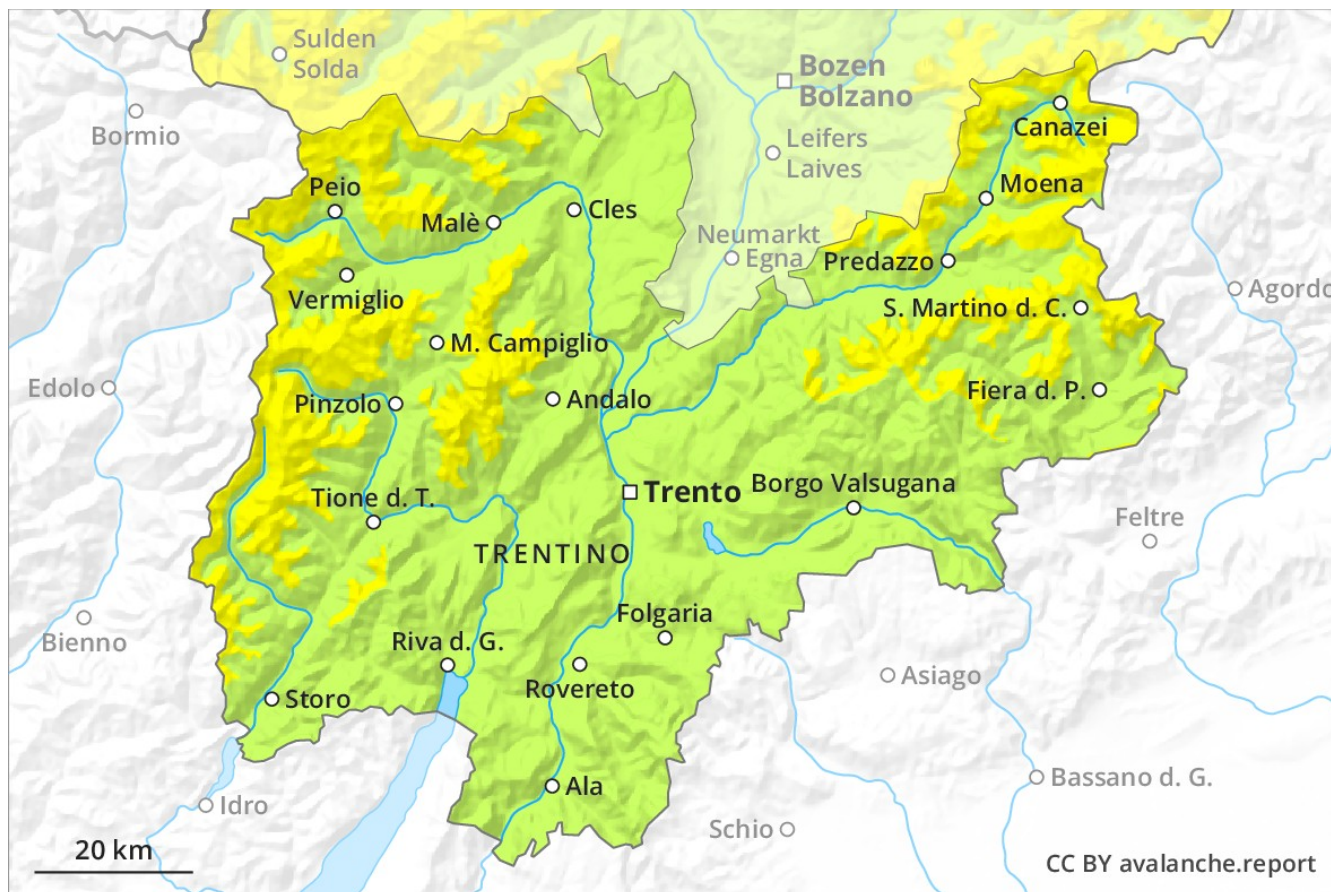 Sulden
Solda
Bozen
Bolzano
Bormio
Canazei
Leifers
Laives
Peio
Moena
Malè
Cles
Neumarkt
Egna
Predazzo
Vermiglio
Agordo
S. Martino d. C.
M. Campiglio
Edolo
Pinzolo
Andalo
Fiera d. P.
Tione d. T.
Trento
Borgo Valsugana
Feltre
TRENTINO
Bienno
Folgaria
Riva d. G.
Rovereto
Asiago
Storo
Bassano d. G.
Ala
Idro
Schio
20 km
CC BY avalanche.report